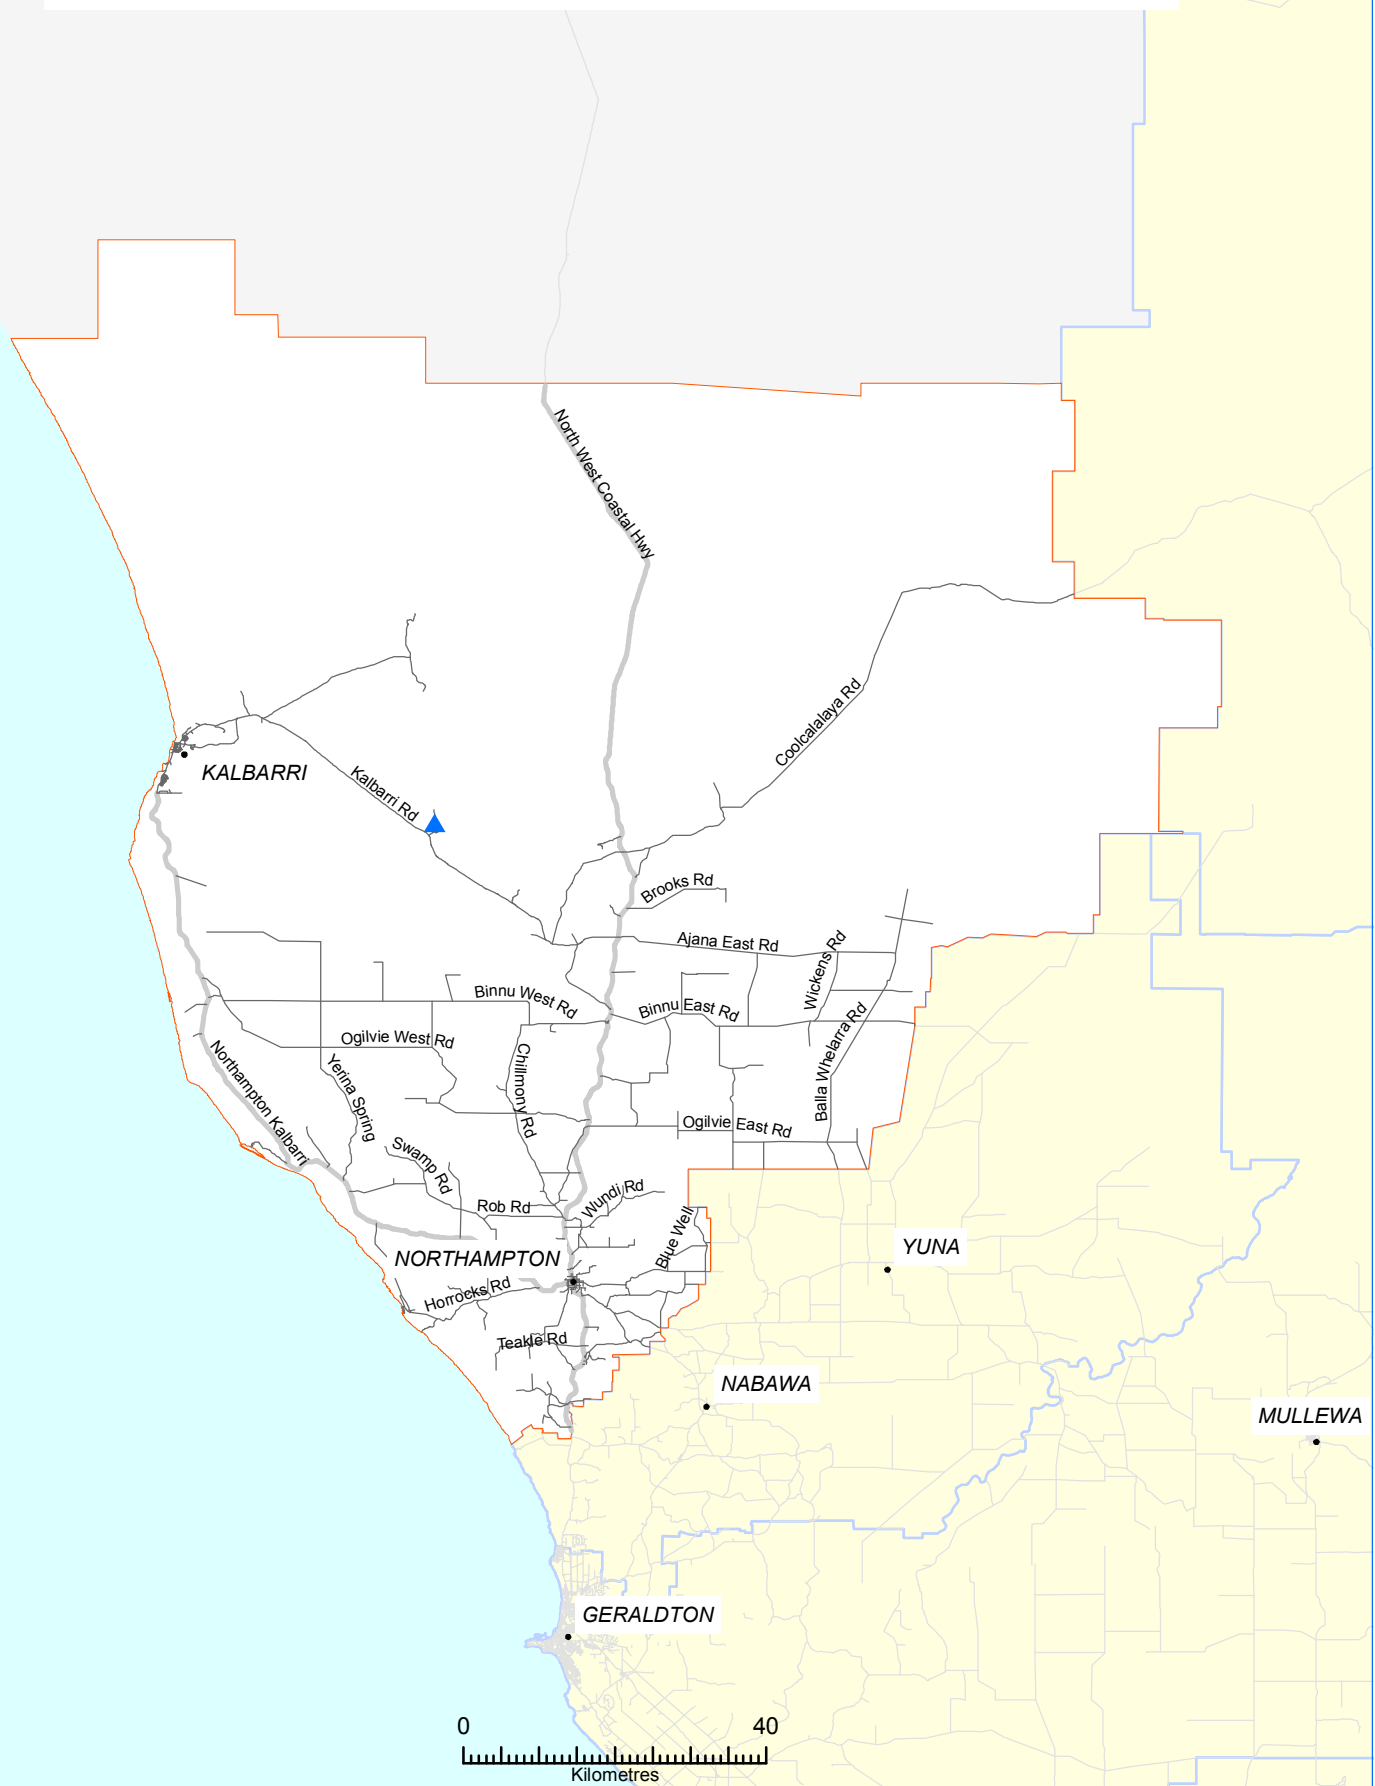 North West Coastal Hwy
Coolcalalaya Rd
KALBARRI
Kalbarri Rd
Brooks Rd
Ajana East Rd
Wickens Rd
Binnu West Rd
Binnu East Rd
Balla Whelarra Rd
Ogilvie West Rd
Chillmony Rd
Northampton Kalbarri
Yerina Spring
Ogilvie East Rd
Swamp Rd
Rob Rd
Wundi Rd
Blue Well
YUNA
NORTHAMPTON
Horrocks Rd
Teakle Rd
NABAWA
MULLEWA
GERALDTON
0 40
Kilometres